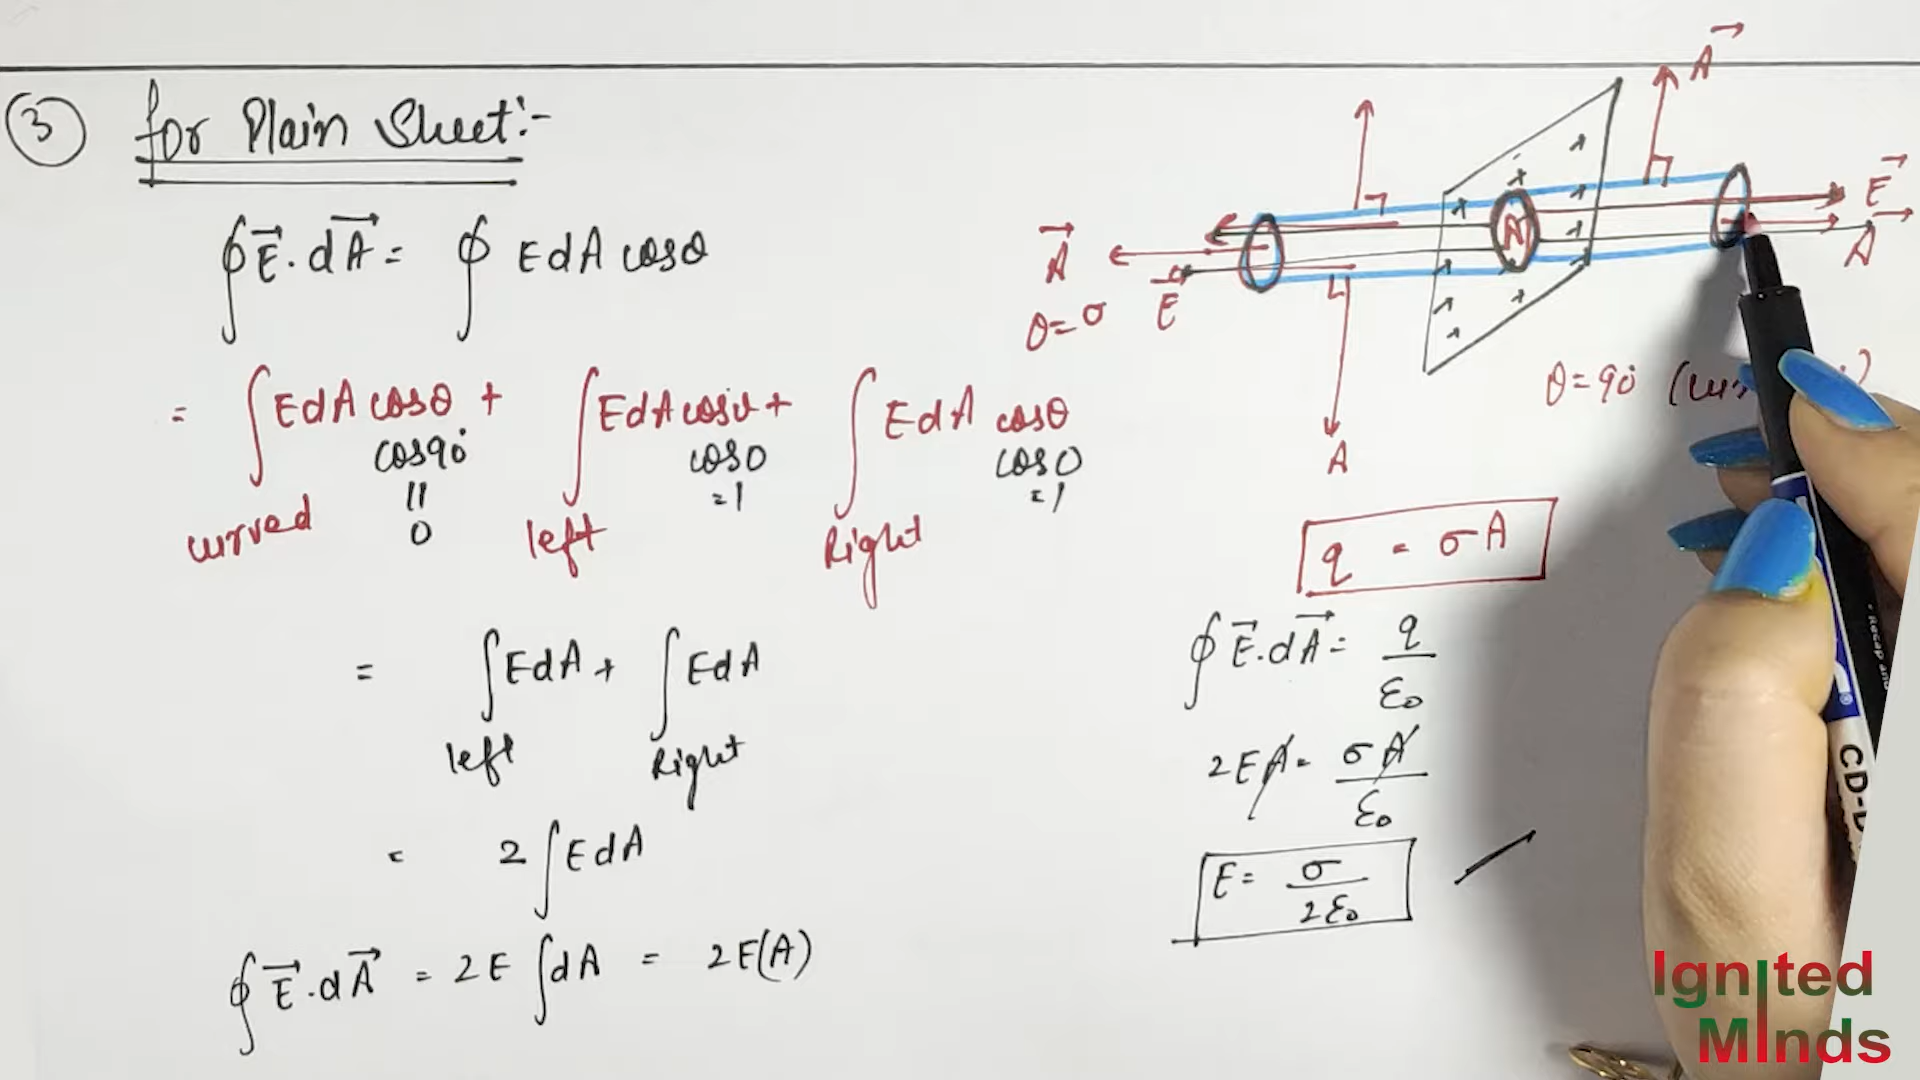 ③ for Plain Sheet:-
∮E⃗.dA⃗ = ∮ EdA cosθ
= ∫EdA cosθ + ∫EdA cosθ + ∫EdA cosθ
cos90 cos0 cos0
|| =1 =1
0
curved left Right
= ∫EdA + ∫EdA
left Right
= 2∫EdA
∮E⃗.dA⃗ = 2E∫dA = 2E(A)
A⃗
E⃗
A⃗
A⃗
E⃗
θ=0
A
A
θ=90
q = σA
∮E⃗.dA⃗ = q/ε₀
2EA = σA/ε₀
E = σ/2ε₀
Ignited
Minds